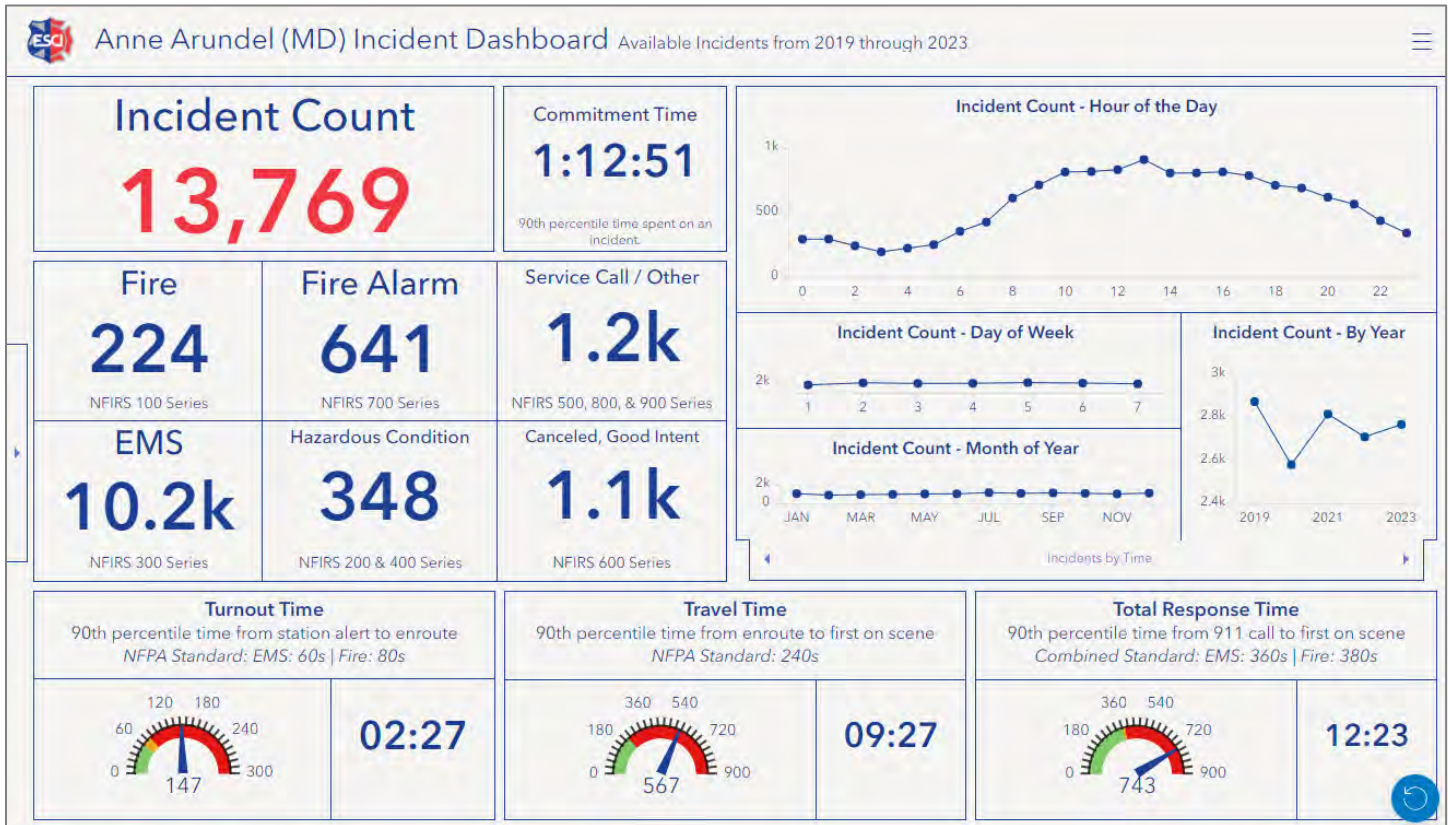 ESCI
Anne Arundel (MD) Incident Dashboard Available Incidents from 2019 through 2023
Incident Count
13,769
Commitment Time
1:12:51
90th percentile time spent on an
incident.
Fire
224
NFIRS 100 Series
Fire Alarm
641
NFIRS 700 Series
Service Call / Other
1.2k
NFIRS 500, 800, & 900 Series
EMS
10.2k
NFIRS 300 Series
Hazardous Condition
348
NFIRS 200 & 400 Series
Canceled, Good Intent
1.1k
NFIRS 600 Series
Incident Count - Hour of the Day
1k
500
0
0 2 4 6 8 10 12 14 16 18 20 22
Incident Count - Day of Week
2k
1 2 3 4 5 6 7
Incident Count - Month of Year
2k
0
JAN MAR MAY JUL SEP NOV
Incident Count - By Year
3k
2.8k
2.6k
2.4k
2019 2021 2023
Incidents by Time
Turnout Time
90th percentile time from station alert to enroute
NFPA Standard: EMS: 60s | Fire: 80s
0 60 120 180 240 300
147
02:27
Travel Time
90th percentile time from enroute to first on scene
NFPA Standard: 240s
0 180 360 540 720 900
567
09:27
Total Response Time
90th percentile time from 911 call to first on scene
Combined Standard: EMS: 360s | Fire: 380s
0 180 360 540 720 900
743
12:23